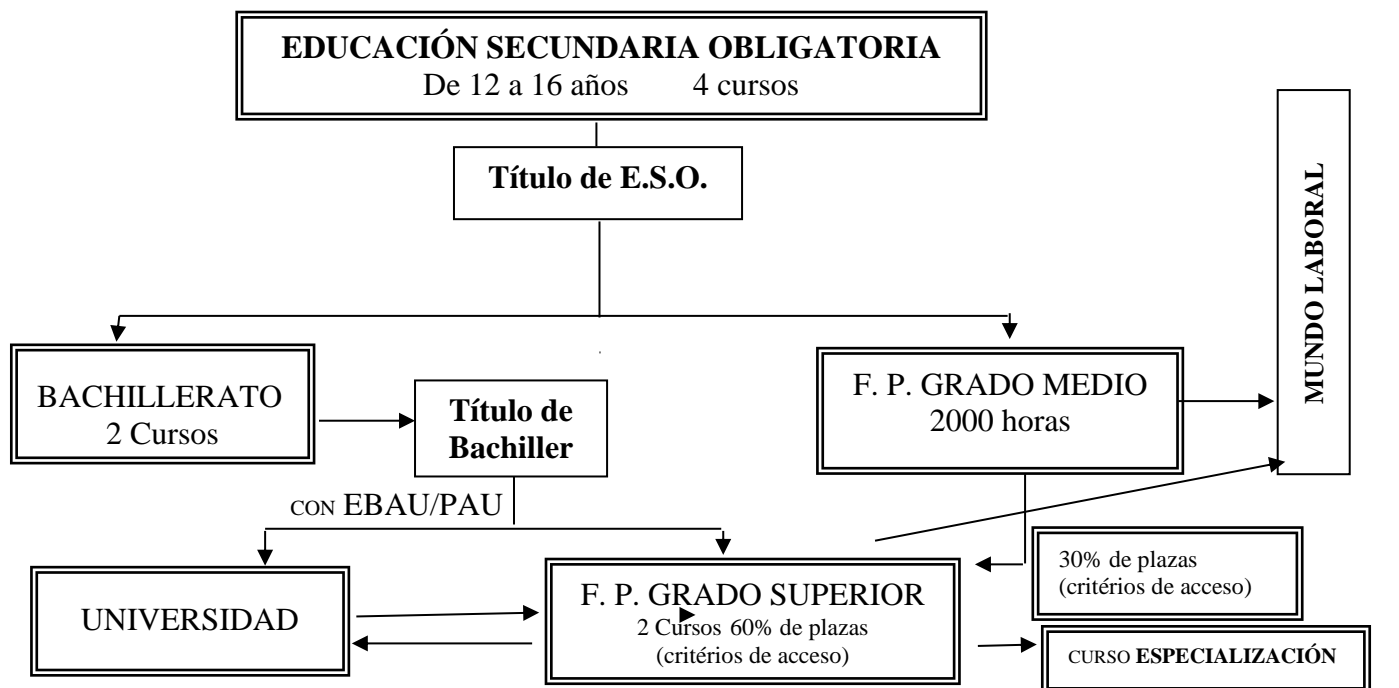 EDUCACIÓN SECUNDARIA OBLIGATORIA
De 12 a 16 años 4 cursos
Título de E.S.O.
MUNDO LABORAL
BACHILLERATO
2 Cursos
Título de
Bachiller
F. P. GRADO MEDIO
2000 horas
CON EBAU/PAU
UNIVERSIDAD
F. P. GRADO SUPERIOR
2 Cursos 60% de plazas
(critérios de acceso)
30% de plazas
(critérios de acceso)
CURSO ESPECIALIZACIÓN